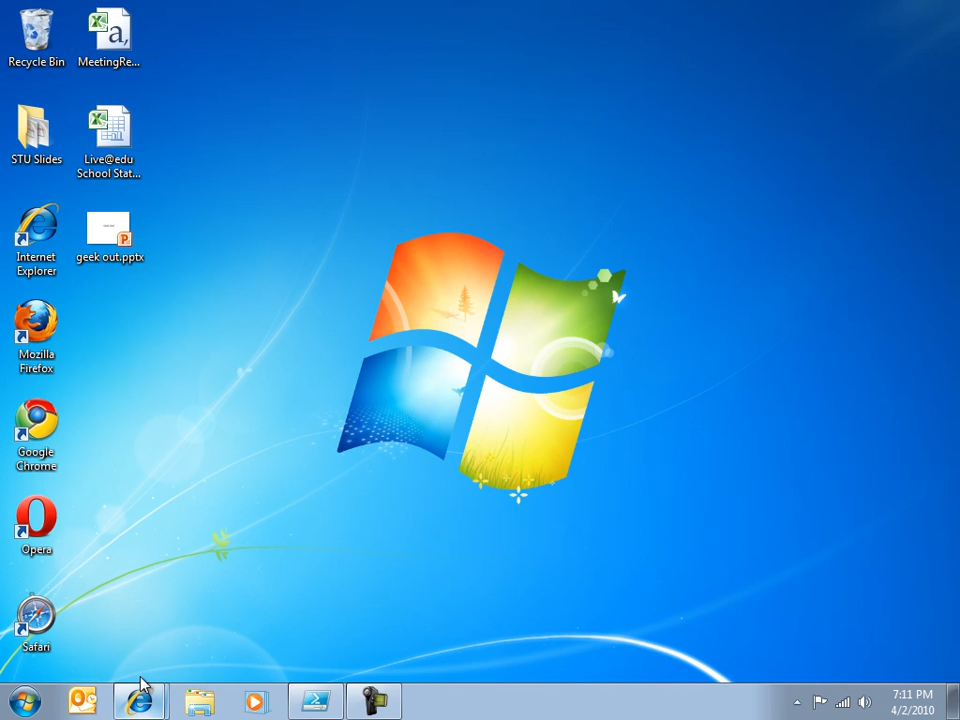 Recycle Bin
MeetingRe...
STU Slides
Live@edu
School Stat...
Internet
Explorer
geek out.pptx
Mozilla
Firefox
Google
Chrome
Opera
Safari
7:11 PM
4/2/2010